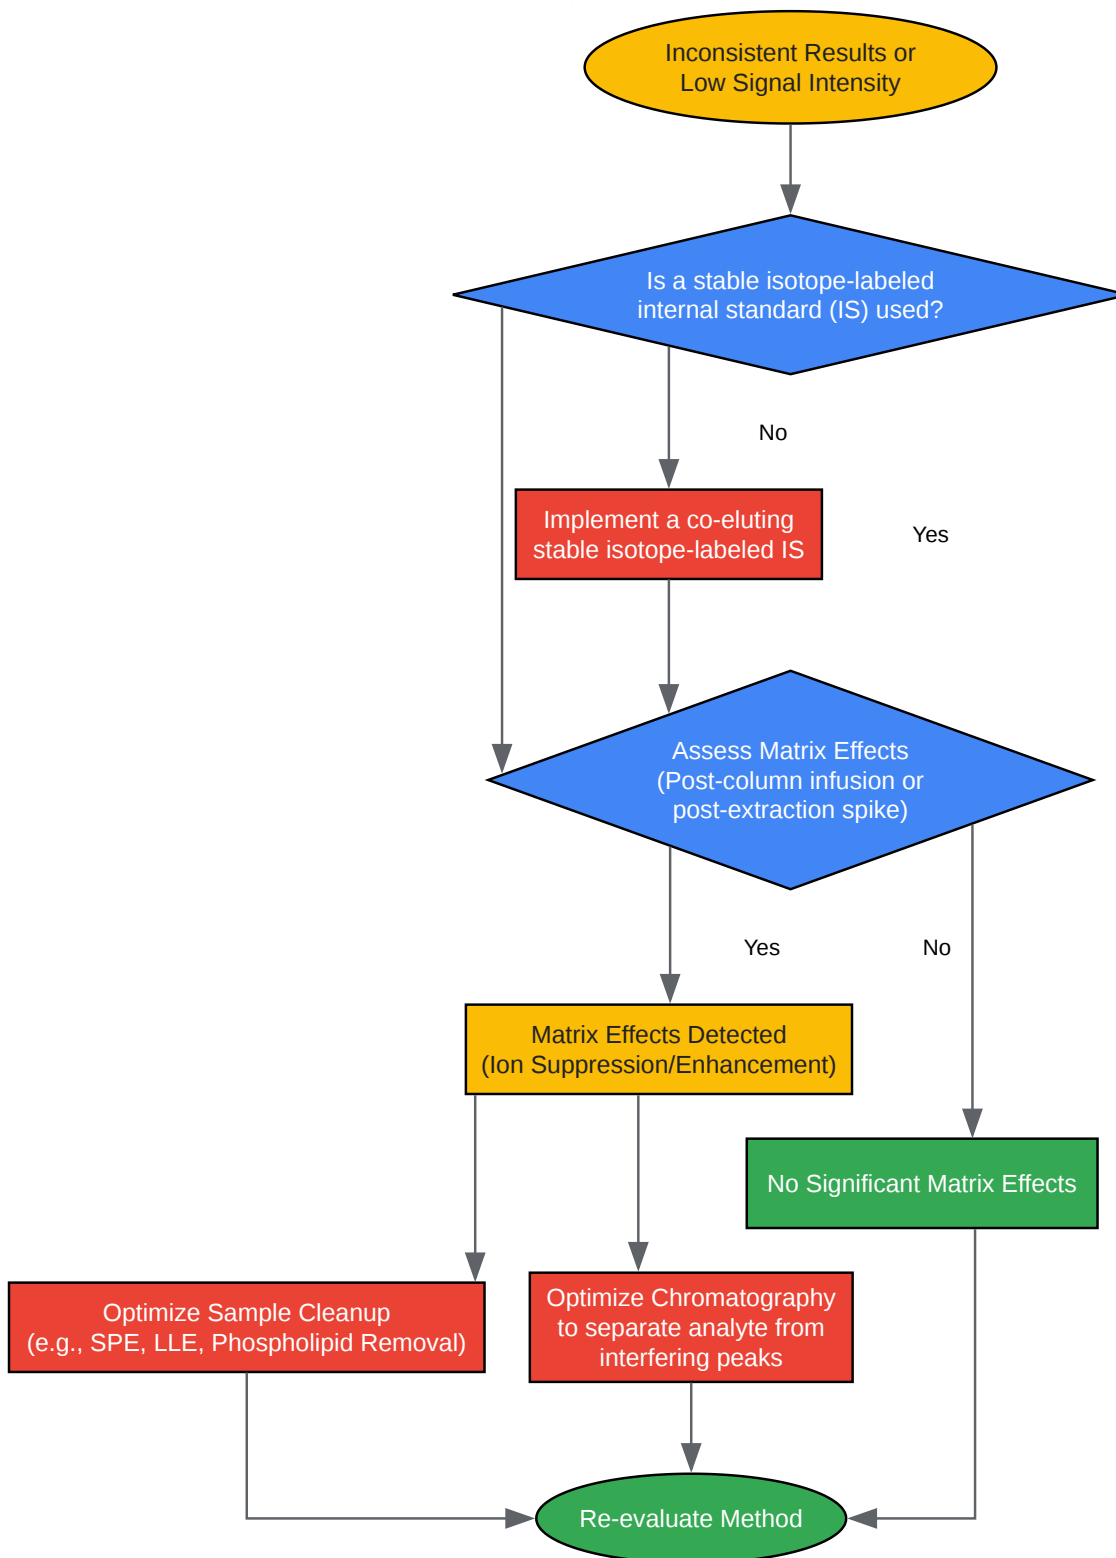 Inconsistent Results or
Low Signal Intensity
Is a stable isotope-labeled
internal standard (IS) used?
No
Implement a co-eluting
stable isotope-labeled IS
Yes
Assess Matrix Effects
(Post-column infusion or
post-extraction spike)
Yes
No
Matrix Effects Detected
(Ion Suppression/Enhancement)
No Significant Matrix Effects
Optimize Sample Cleanup
(e.g., SPE, LLE, Phospholipid Removal)
Optimize Chromatography
to separate analyte from
interfering peaks
Re-evaluate Method